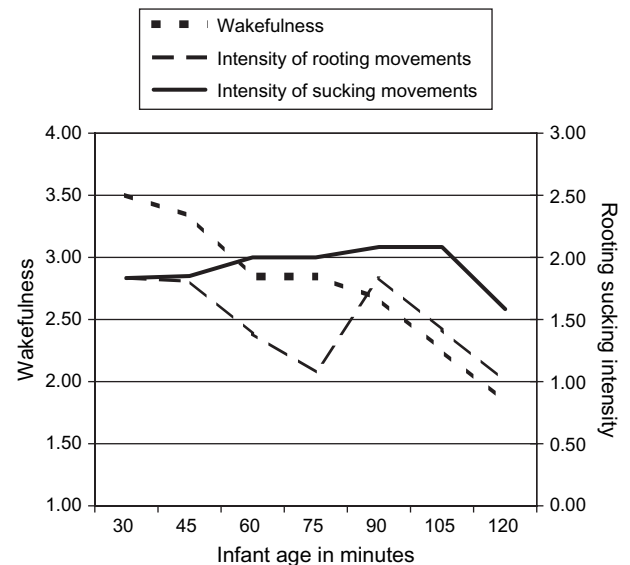 Wakefulness
Intensity of rooting movements
Intensity of sucking movements
4.00
3.50
3.00
2.50
2.00
1.50
1.00
Wakefulness
3.00
2.50
2.00
1.50
1.00
0.50
0.00
Rooting sucking intensity
30 45 60 75 90 105 120
Infant age in minutes